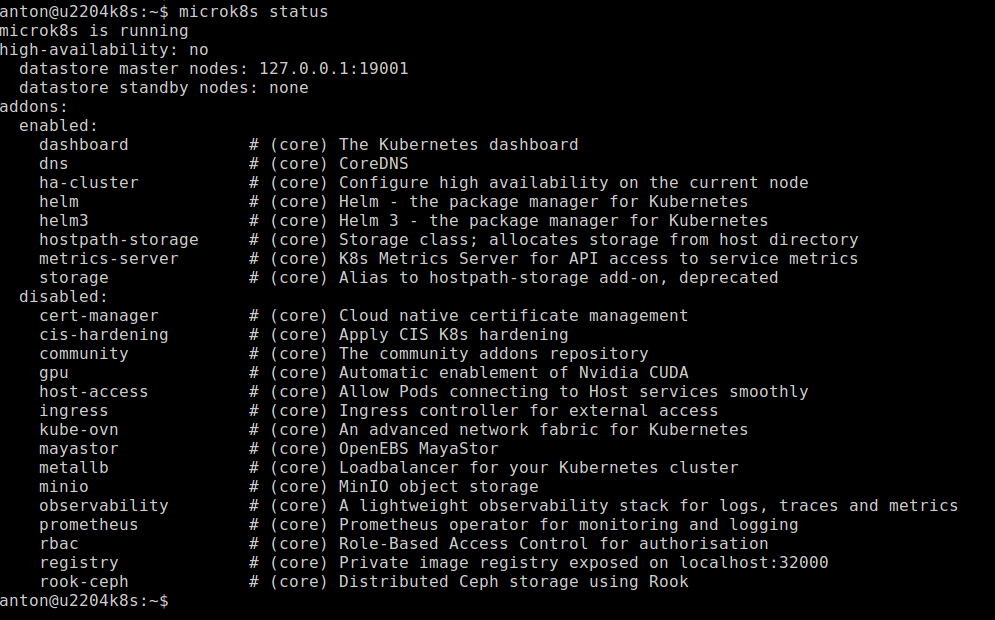 anton@u2204k8s:~$ microk8s status
microk8s is running
high-availability: no
  datastore master nodes: 127.0.0.1:19001
  datastore standby nodes: none
addons:
  enabled:
    dashboard            # (core) The Kubernetes dashboard
    dns                  # (core) CoreDNS
    ha-cluster           # (core) Configure high availability on the current node
    helm                 # (core) Helm - the package manager for Kubernetes
    helm3                # (core) Helm 3 - the package manager for Kubernetes
    hostpath-storage     # (core) Storage class; allocates storage from host directory
    metrics-server       # (core) K8s Metrics Server for API access to service metrics
    storage              # (core) Alias to hostpath-storage add-on, deprecated
  disabled:
    cert-manager         # (core) Cloud native certificate management
    cis-hardening        # (core) Apply CIS K8s hardening
    community            # (core) The community addons repository
    gpu                  # (core) Automatic enablement of Nvidia CUDA
    host-access          # (core) Allow Pods connecting to Host services smoothly
    ingress              # (core) Ingress controller for external access
    kube-ovn             # (core) An advanced network fabric for Kubernetes
    mayastor             # (core) OpenEBS MayaStor
    metallb              # (core) Loadbalancer for your Kubernetes cluster
    minio                # (core) MinIO object storage
    observability        # (core) A lightweight observability stack for logs, traces and metrics
    prometheus           # (core) Prometheus operator for monitoring and logging
    rbac                 # (core) Role-Based Access Control for authorisation
    registry             # (core) Private image registry exposed on localhost:32000
    rook-ceph            # (core) Distributed Ceph storage using Rook
anton@u2204k8s:~$